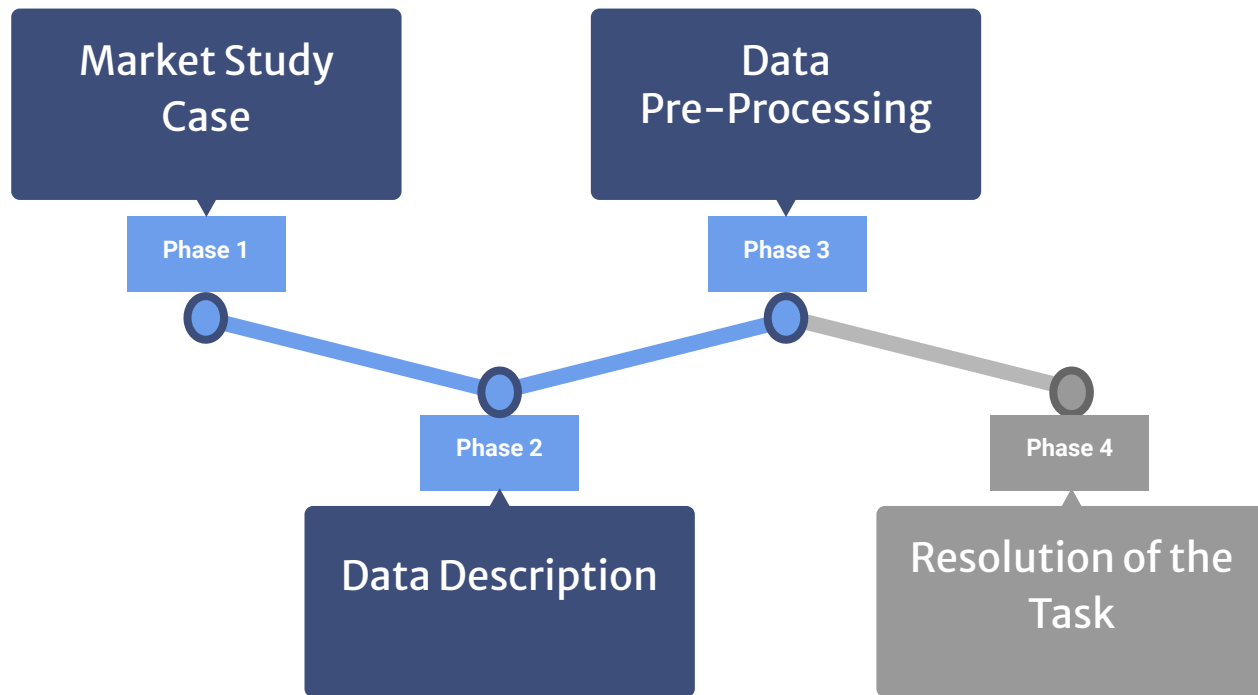 Market Study
Case
Phase 1
Data Description
Phase 2
Data
Pre-Processing
Phase 3
Resolution of the
Task
Phase 4